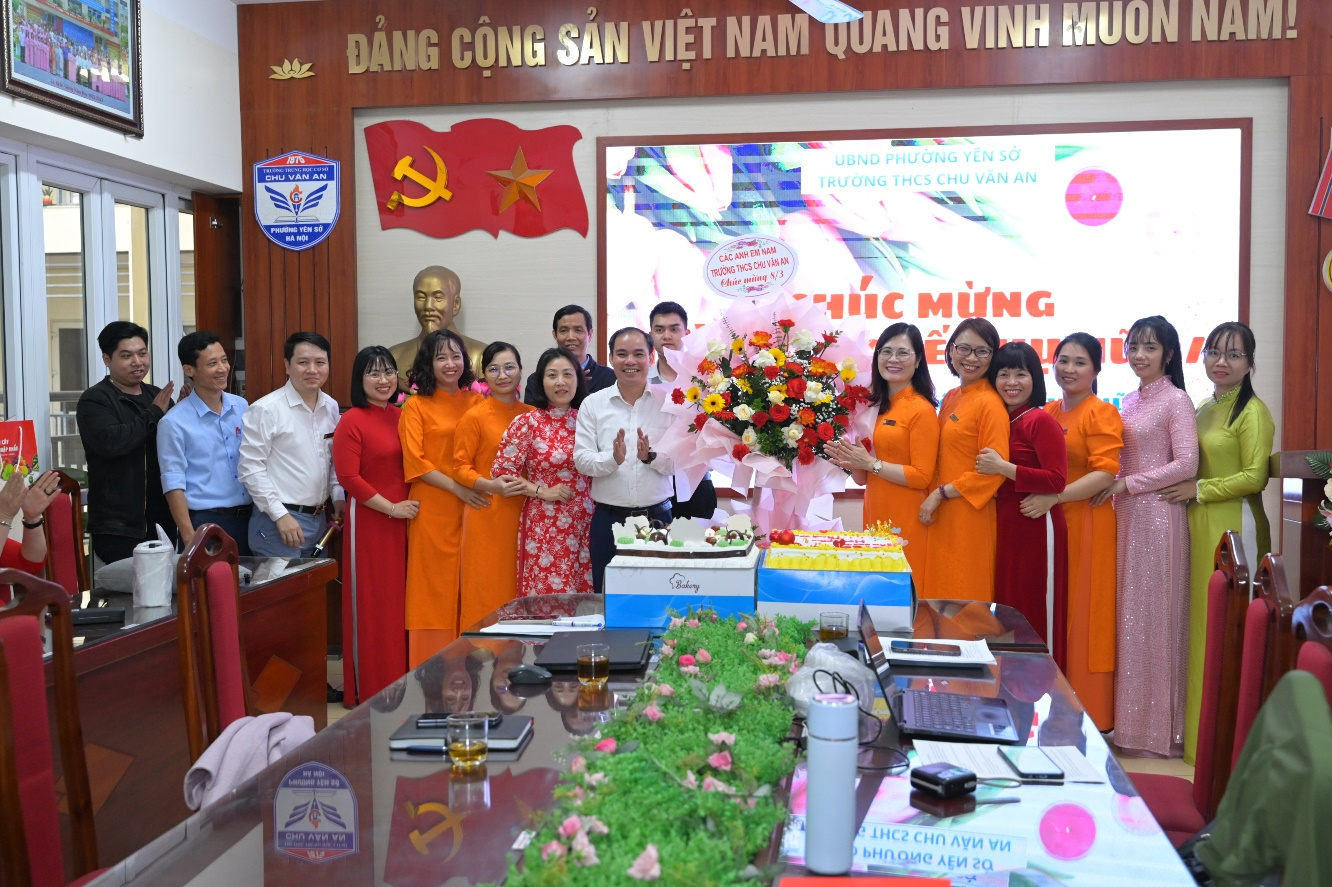 ĐẢNG CỘNG SẢN VIỆT NAM QUANG VINH MUÔN NĂM!
1976
TRƯỜNG TRUNG HỌC CƠ SỞ
CHU VĂN AN
PHƯỜNG YÊN SỞ
HÀ NỘI
UBND PHƯỜNG YÊN SỞ
TRƯỜNG THCS CHU VĂN AN
CÁC ANH EM NAM
TRƯỜNG THCS CHU VĂN AN
Chúc mừng 8/3
CHÚC MỪNG
Bakery